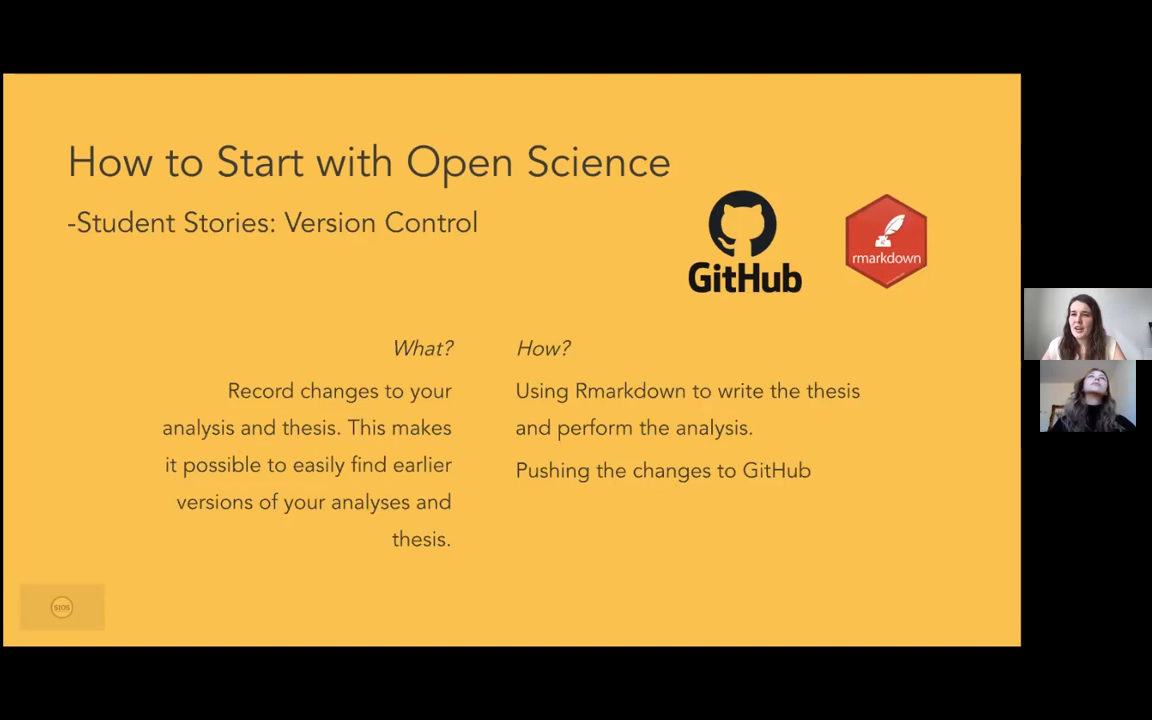 How to Start with Open Science
-Student Stories: Version Control
GitHub
rmarkdown
What?
Record changes to your
analysis and thesis. This makes
it possible to easily find earlier
versions of your analyses and
thesis.
How?
Using Rmarkdown to write the thesis
and perform the analysis.
Pushing the changes to GitHub
SIOS